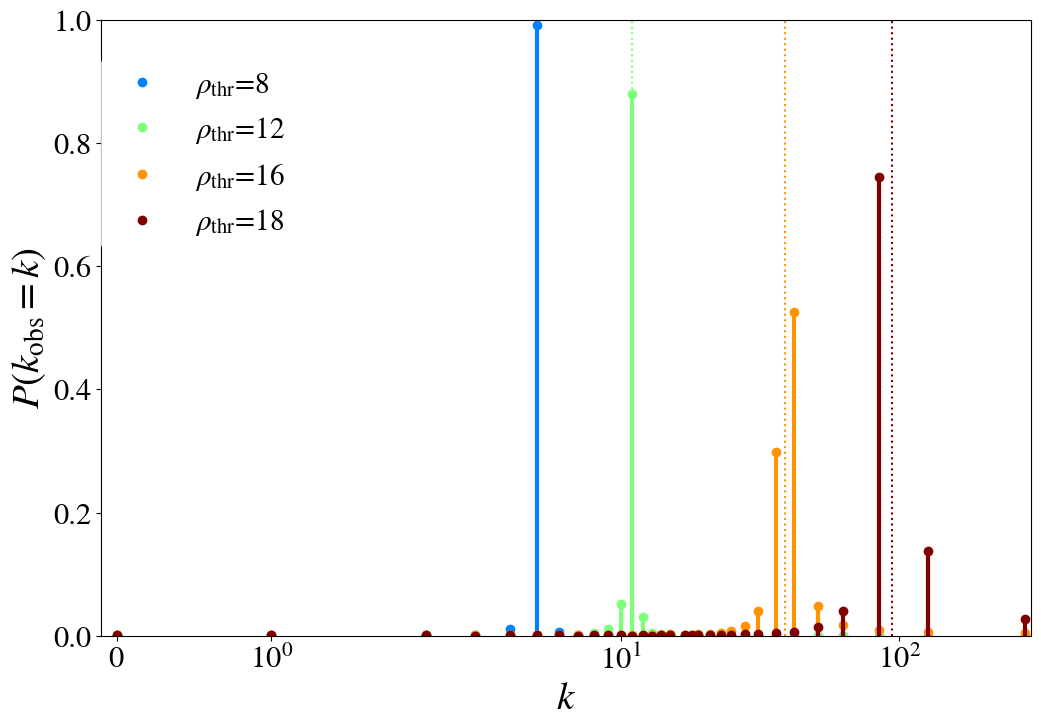 1.0
0.8
0.6
0.4
0.2
0.0
P(k_obs = k)
ρ_thr=8
ρ_thr=12
ρ_thr=16
ρ_thr=18
0 10^0 10^1 10^2
k